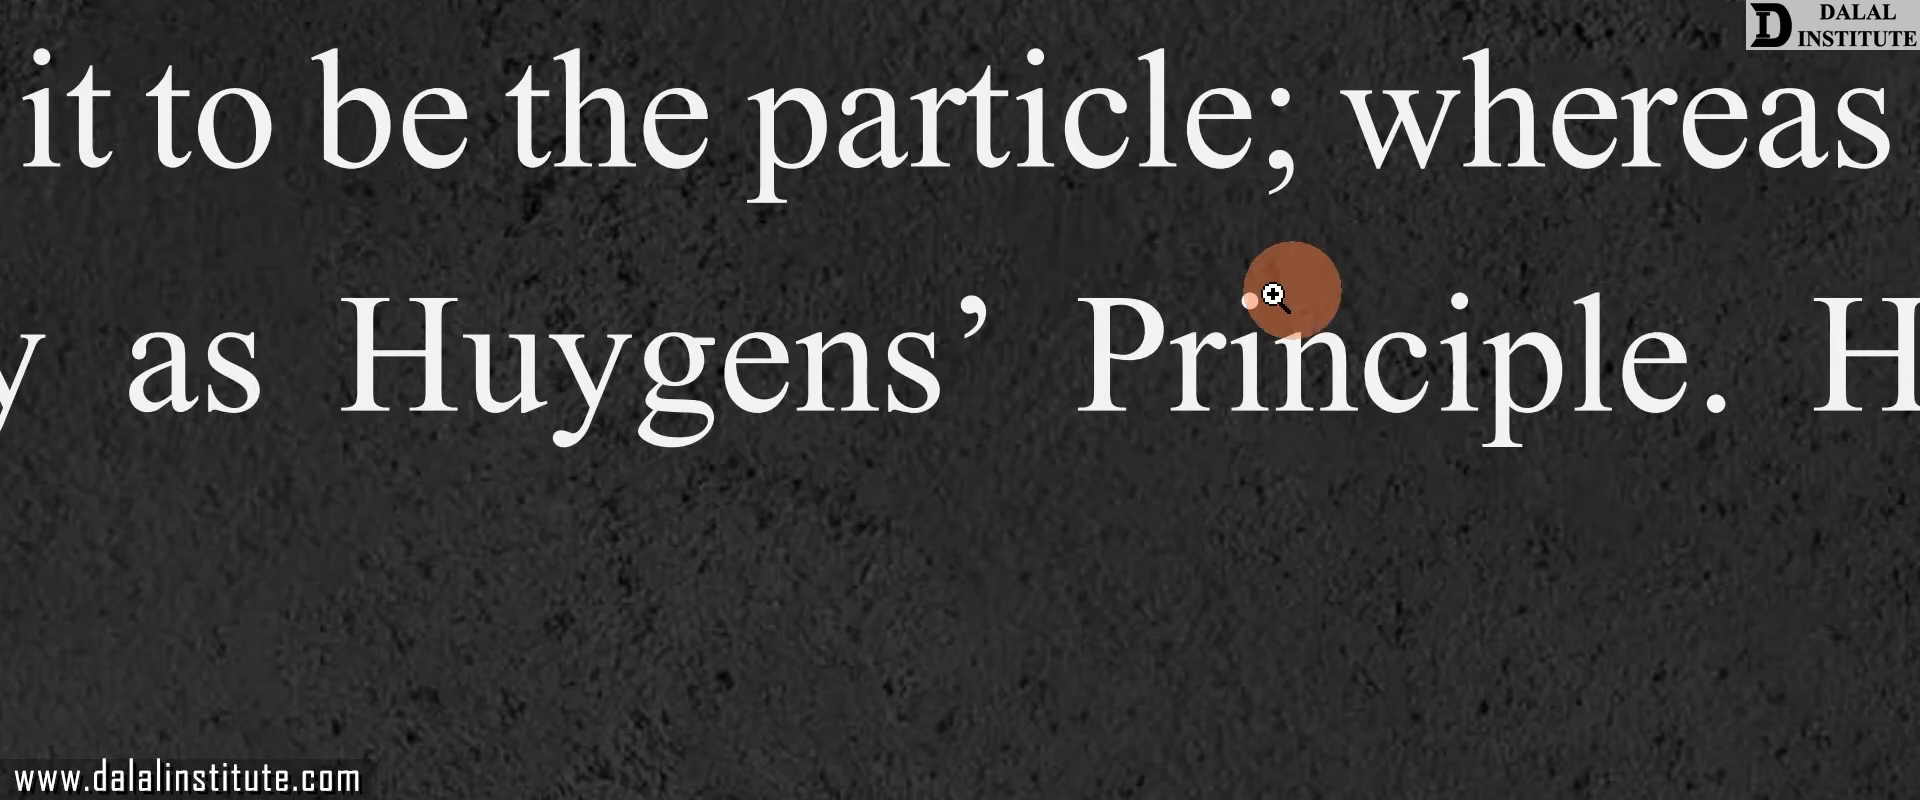 DALAL
INSTITUTE
it to be the particle; whereas
y as Huygens’ Principle. H
www.dalalinstitute.com